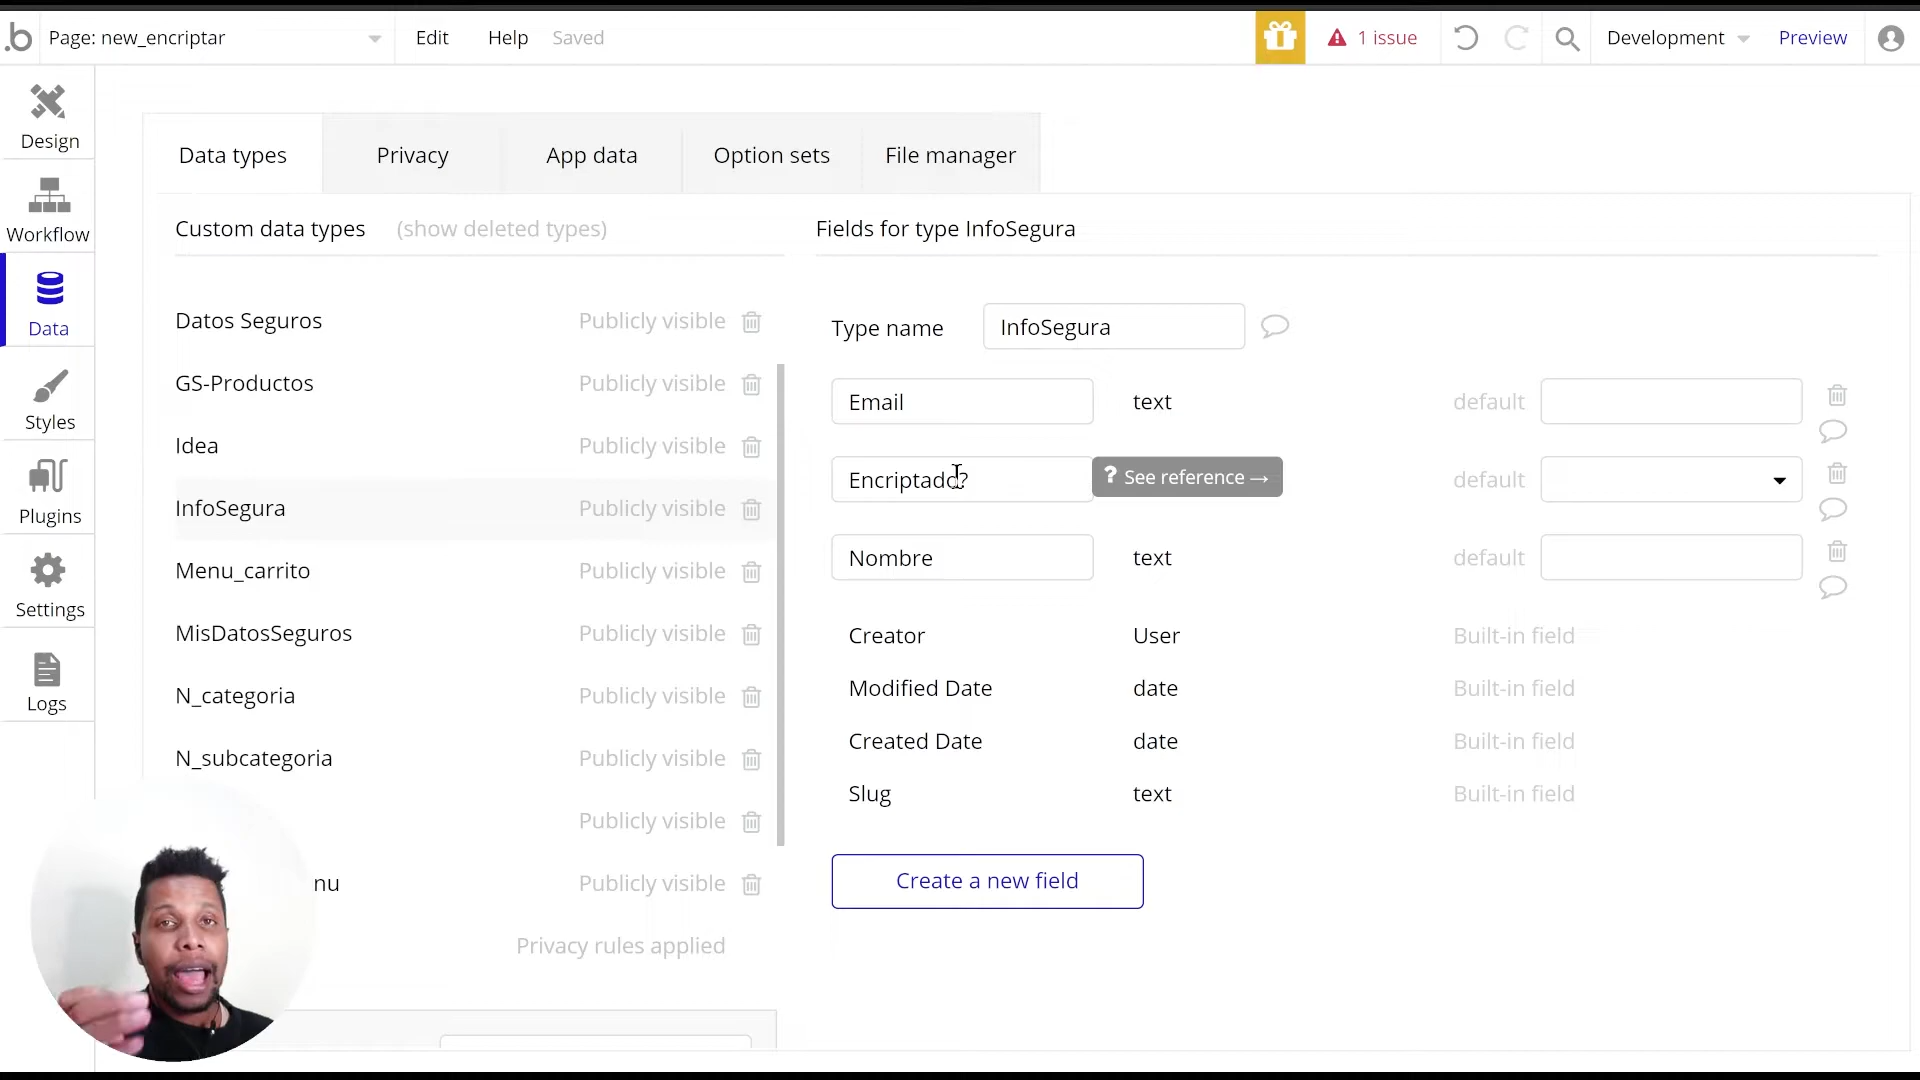 .b Page: new_encriptar Edit Help Saved 1 issue Development Preview
Design
Workflow
Data
Styles
Plugins
Settings
Logs
Data types Privacy App data Option sets File manager
Custom data types (show deleted types)
Datos Seguros Publicly visible
GS-Productos Publicly visible
Idea Publicly visible
InfoSegura Publicly visible
Menu_carrito Publicly visible
MisDatosSeguros Publicly visible
N_categoria Publicly visible
N_subcategoria Publicly visible
Publicly visible
nu Publicly visible
Privacy rules applied
Fields for type InfoSegura
Type name InfoSegura
Email text default
Encriptado? ? See reference → default
Nombre text default
Creator User Built-in field
Modified Date date Built-in field
Created Date date Built-in field
Slug text Built-in field
Create a new field